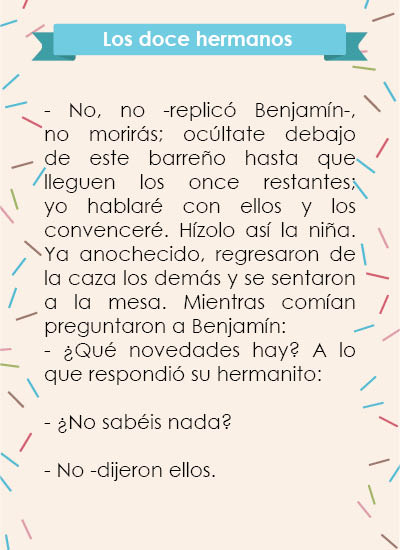 Los doce hermanos
- No, no -replicó Benjamín-,
no morirás; ocúltate debajo
de este barreño hasta que
lleguen los once restantes;
yo hablaré con ellos y los
convenceré. Hízolo así la niña.
Ya anochecido, regresaron de
la caza los demás y se sentaron
a la mesa. Mientras comían
preguntaron a Benjamín:
- ¿Qué novedades hay? A lo
que respondió su hermanito:
- ¿No sabéis nada?
- No -dijeron ellos.